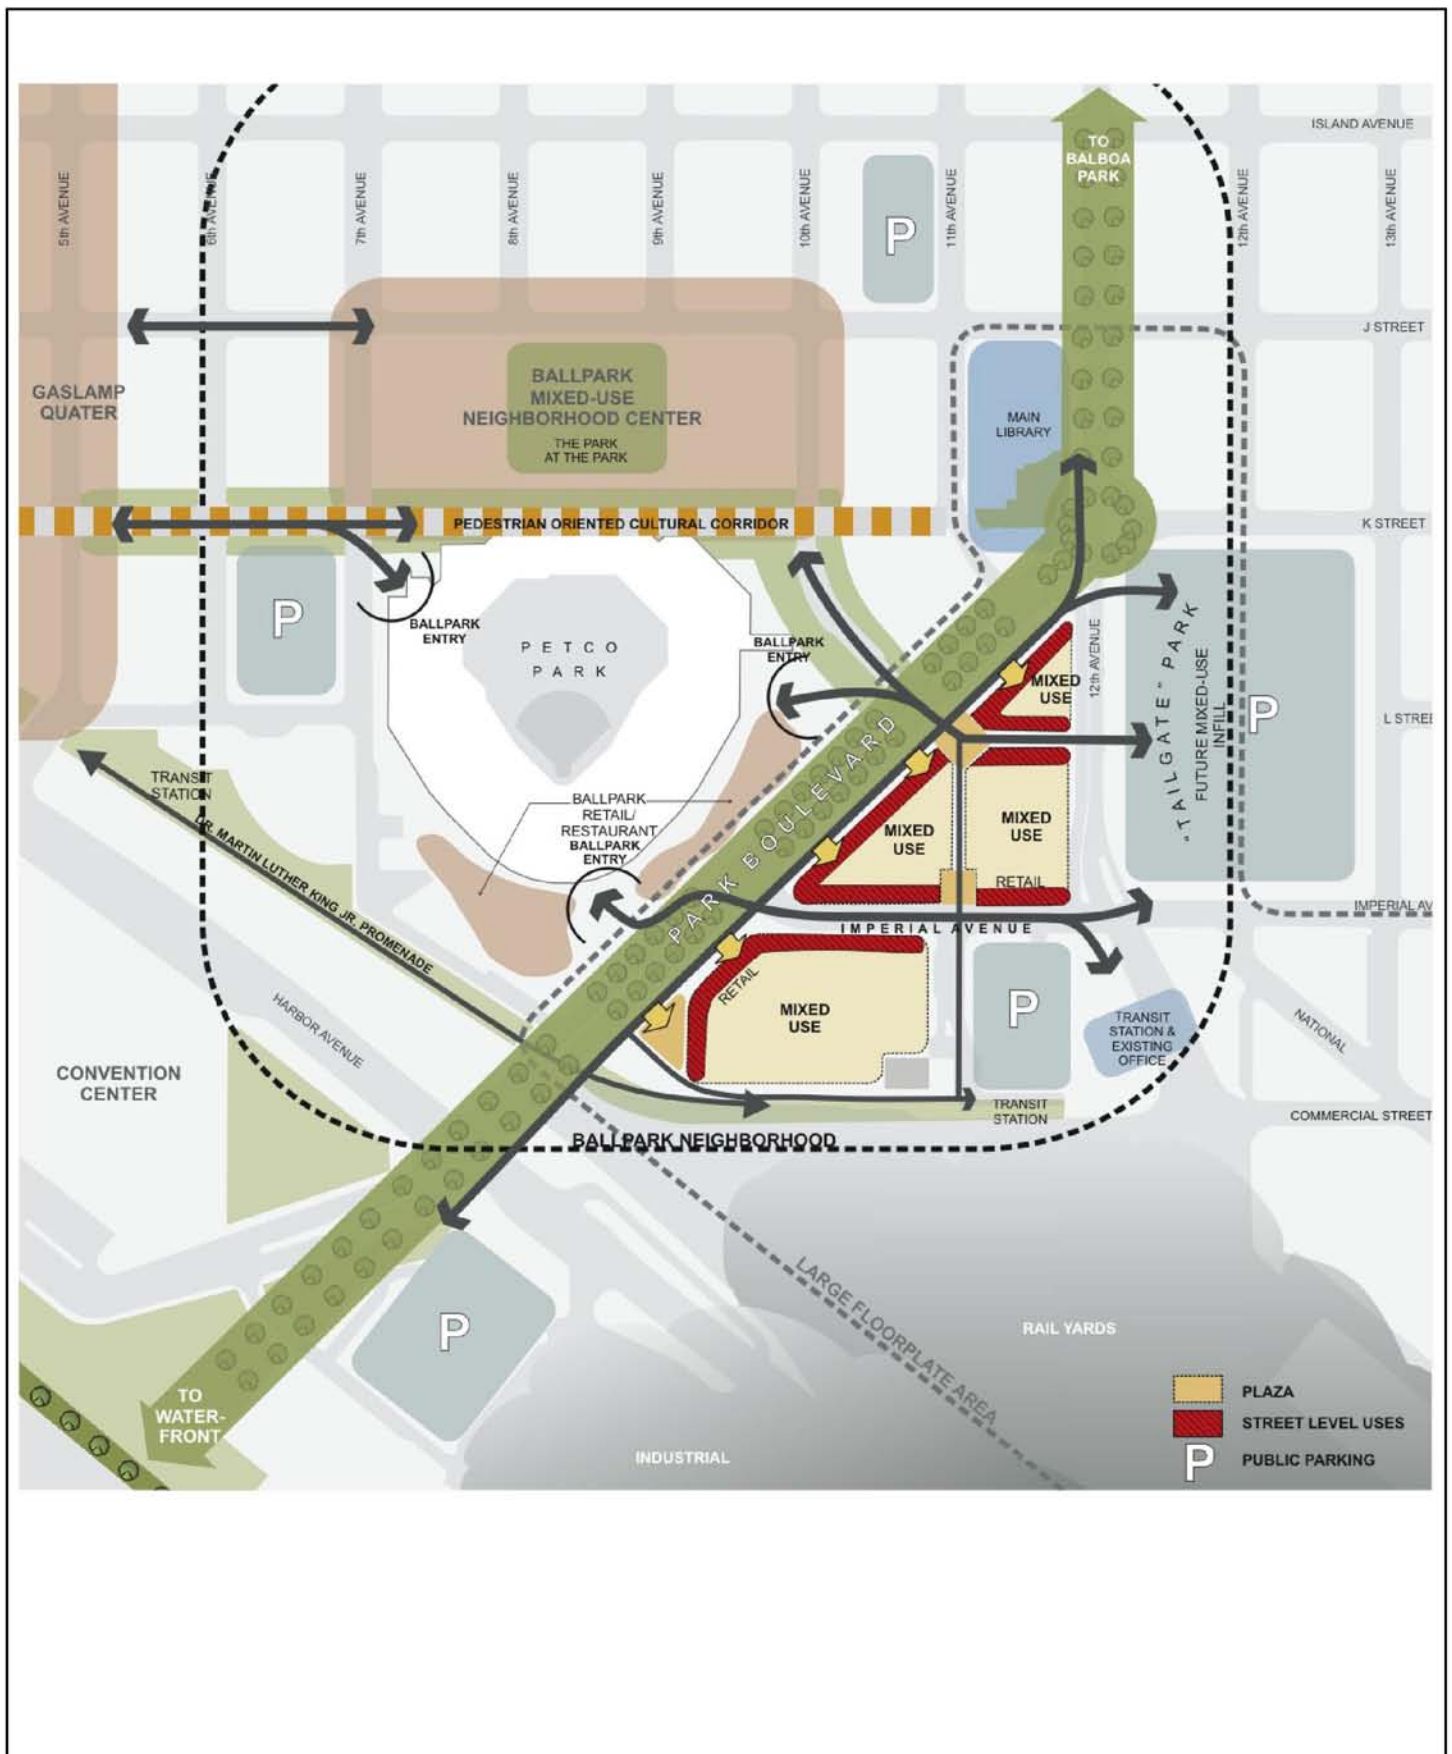 ISLAND AVENUE
TO
BALBOA
PARK
5th AVENUE
6th AVENUE
7th AVENUE
8th AVENUE
9th AVENUE
10th AVENUE
P
11th AVENUE
12th AVENUE
13th AVENUE
J STREET
GASLAMP
QUATER
BALLPARK
MIXED-USE
NEIGHBORHOOD CENTER
THE PARK
AT THE PARK
MAIN
LIBRARY
PEDESTRIAN ORIENTED CULTURAL CORRIDOR
K STREET
P
BALLPARK
ENTRY
PETCO
PARK
BALLPARK
ENTRY
MIXED
USE
12th AVENUE
"TAILGATE" PARK
FUTURE MIXED-USE
INFILL
P
L STREE
TRANSIT
STATION
DR. MARTIN LUTHER KING JR. PROMENADE
BALLPARK
RETAIL/
RESTAURANT
BALLPARK
ENTRY
PARK BOULEVARD
MIXED
USE
MIXED
USE
RETAIL
IMPERIAL AV
IMPERIAL AVENUE
HARBOR AVENUE
RETAIL
MIXED
USE
P
TRANSIT
STATION &
EXISTING
OFFICE
NATIONAL
CONVENTION
CENTER
TRANSIT
STATION
COMMERCIAL STREET
BALLPARK NEIGHBORHOOD
LARGE FLOORPLATE AREA
P
RAIL YARDS
TO
WATER-
FRONT
INDUSTRIAL
PLAZA
STREET LEVEL USES
P PUBLIC PARKING